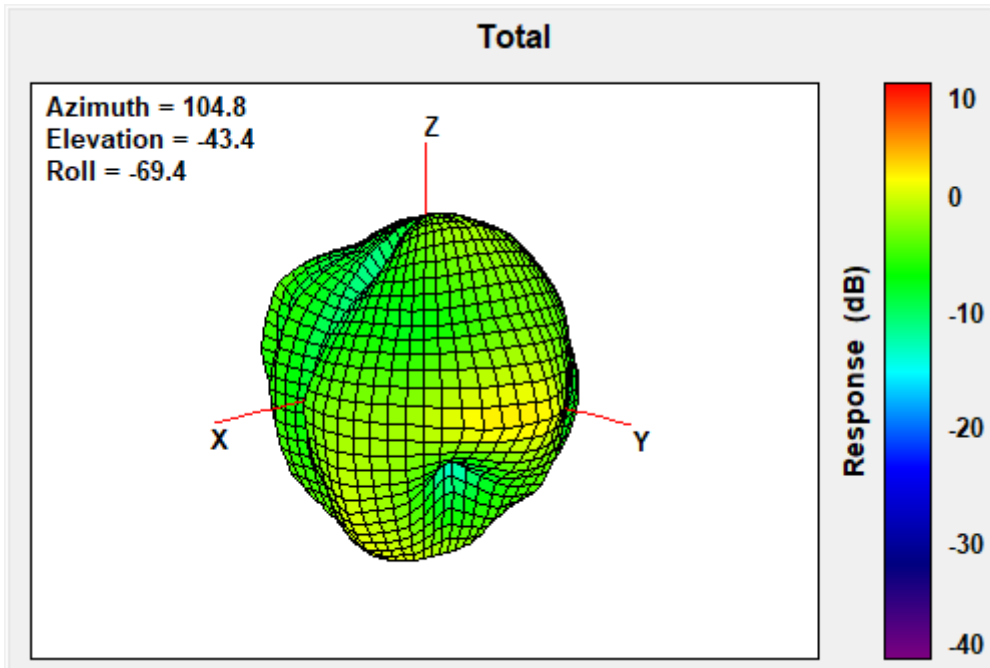 Total
Azimuth = 104.8
Elevation = -43.4
Roll = -69.4
Z
X
Y
Response (dB)
10
0
-10
-20
-30
-40